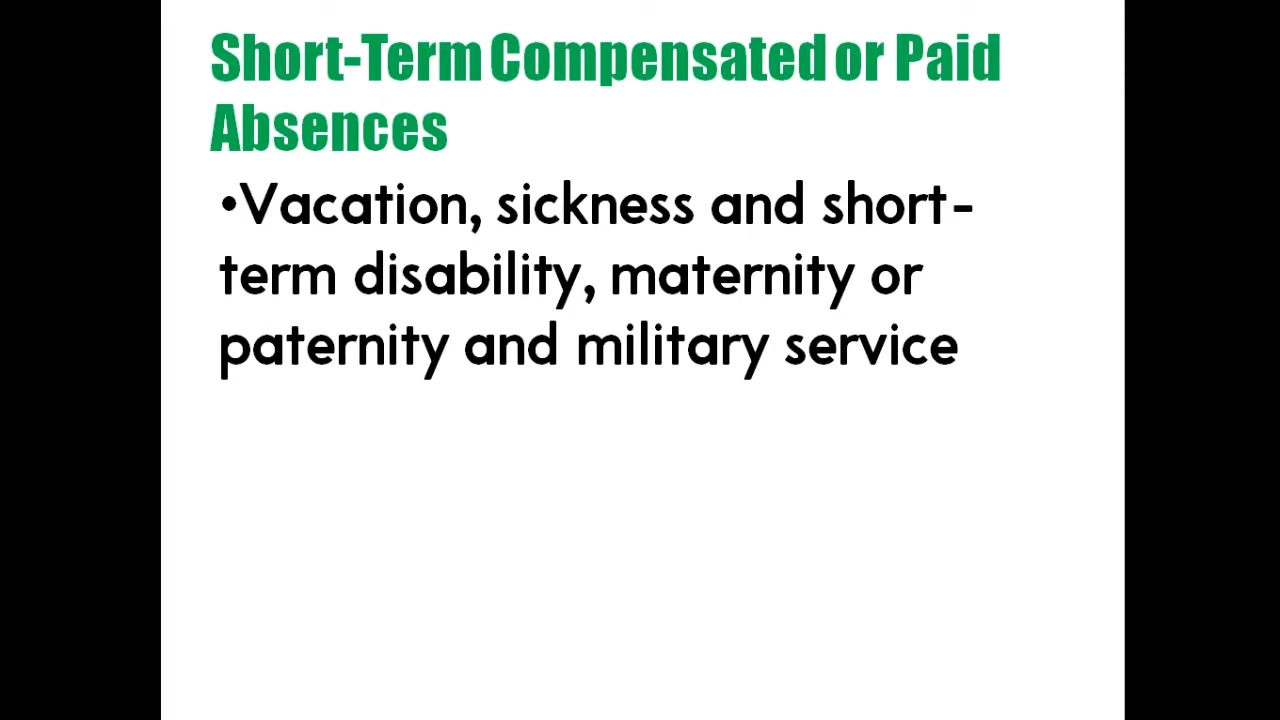 Short-Term Compensated or Paid
Absences
•Vacation, sickness and short-
term disability, maternity or
paternity and military service